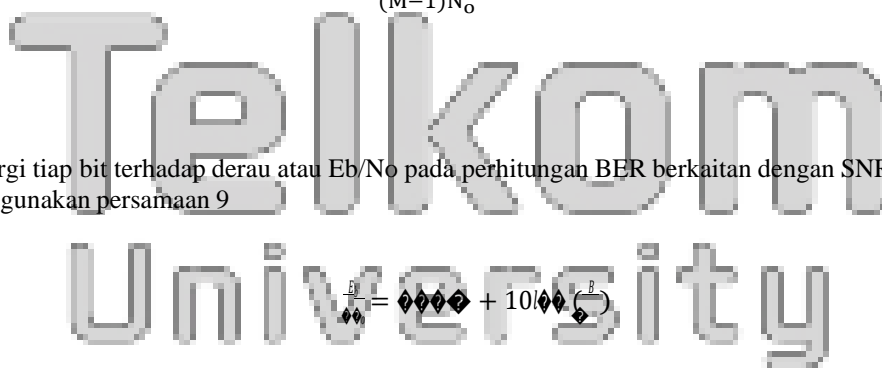 (M−1)N₀
Telkom
rgi tiap bit terhadap derau atau Eb/No pada perhitungan BER berkaitan dengan SNR
gunakan persamaan 9
University
= + 10 ( B )